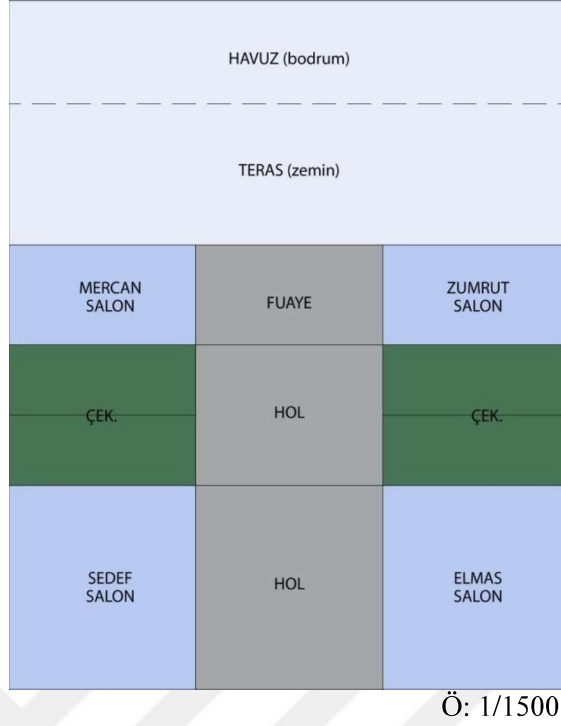 HAVUZ (bodrum)
TERAS (zemin)
MERCAN
SALON
FUAYE
ZUMRUT
SALON
ÇEK.
HOL
ÇEK.
SEDEF
SALON
HOL
ELMAS
SALON
Ö: 1/1500